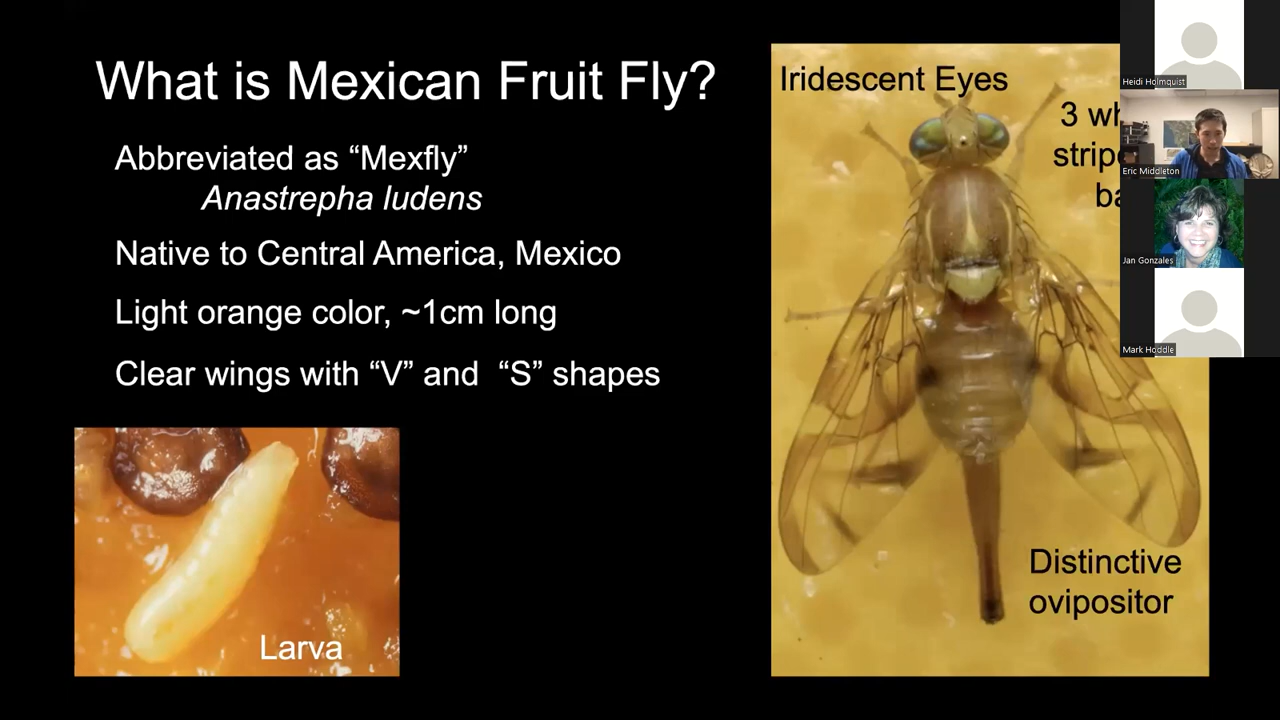 What is Mexican Fruit Fly?
Abbreviated as “Mexfly”
Anastrepha ludens
Native to Central America, Mexico
Light orange color, ~1cm long
Clear wings with “V” and “S” shapes
Larva
Iridescent Eyes
3 wh
strip
ba
Distinctive
ovipositor
Heidi Holmquist
Eric Middleton
Jan Gonzales
Mark Hoddle